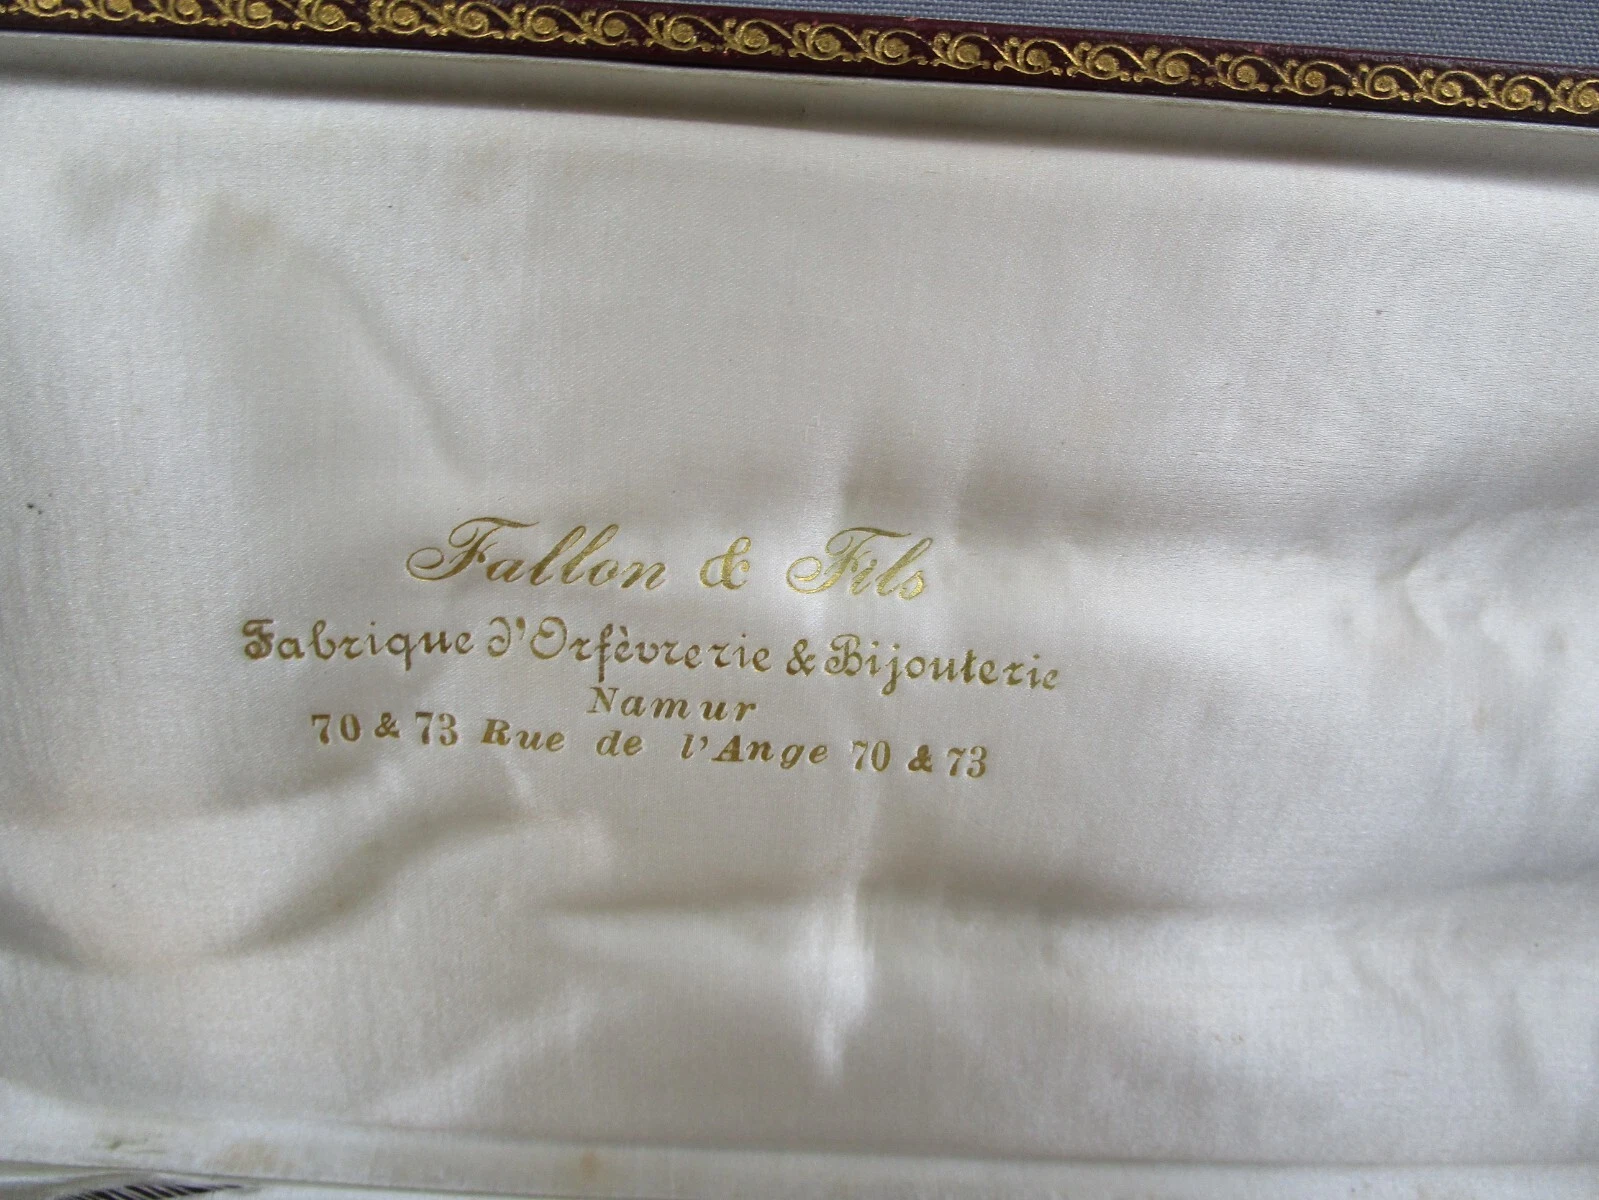 Fallon & Fils
Fabrique d'Orfèvrerie & Bijouterie
Namur
70 & 73 Rue de l'Ange 70 & 73